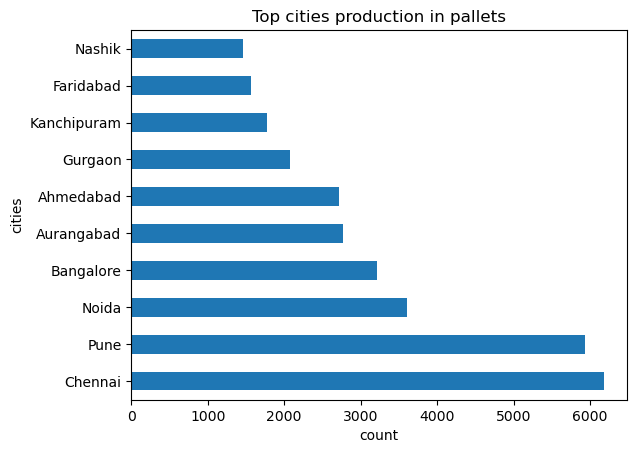 Top cities production in pallets
Nashik
Faridabad
Kanchipuram
Gurgaon
Ahmedabad
Aurangabad
Bangalore
Noida
Pune
Chennai
cities
0 1000 2000 3000 4000 5000 6000
count